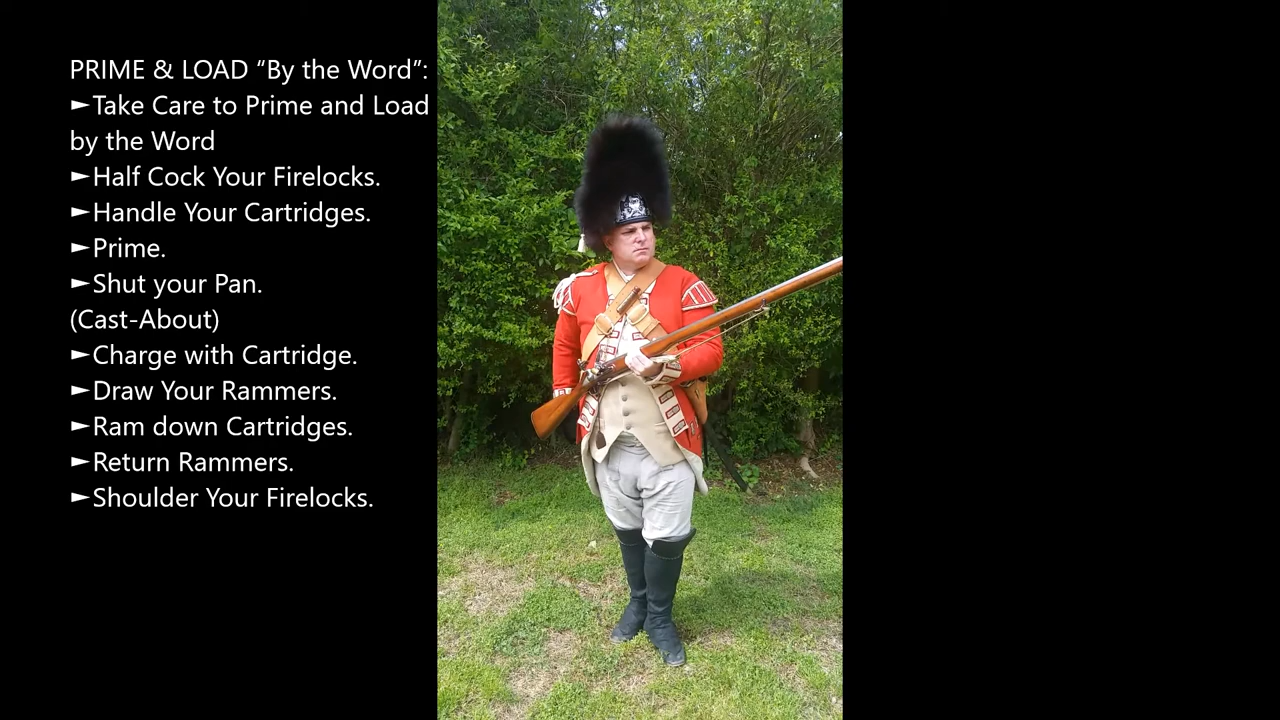 PRIME & LOAD “By the Word”:
►Take Care to Prime and Load
by the Word
►Half Cock Your Firelocks.
►Handle Your Cartridges.
►Prime.
►Shut your Pan.
(Cast-About)
►Charge with Cartridge.
►Draw Your Rammers.
►Ram down Cartridges.
►Return Rammers.
►Shoulder Your Firelocks.